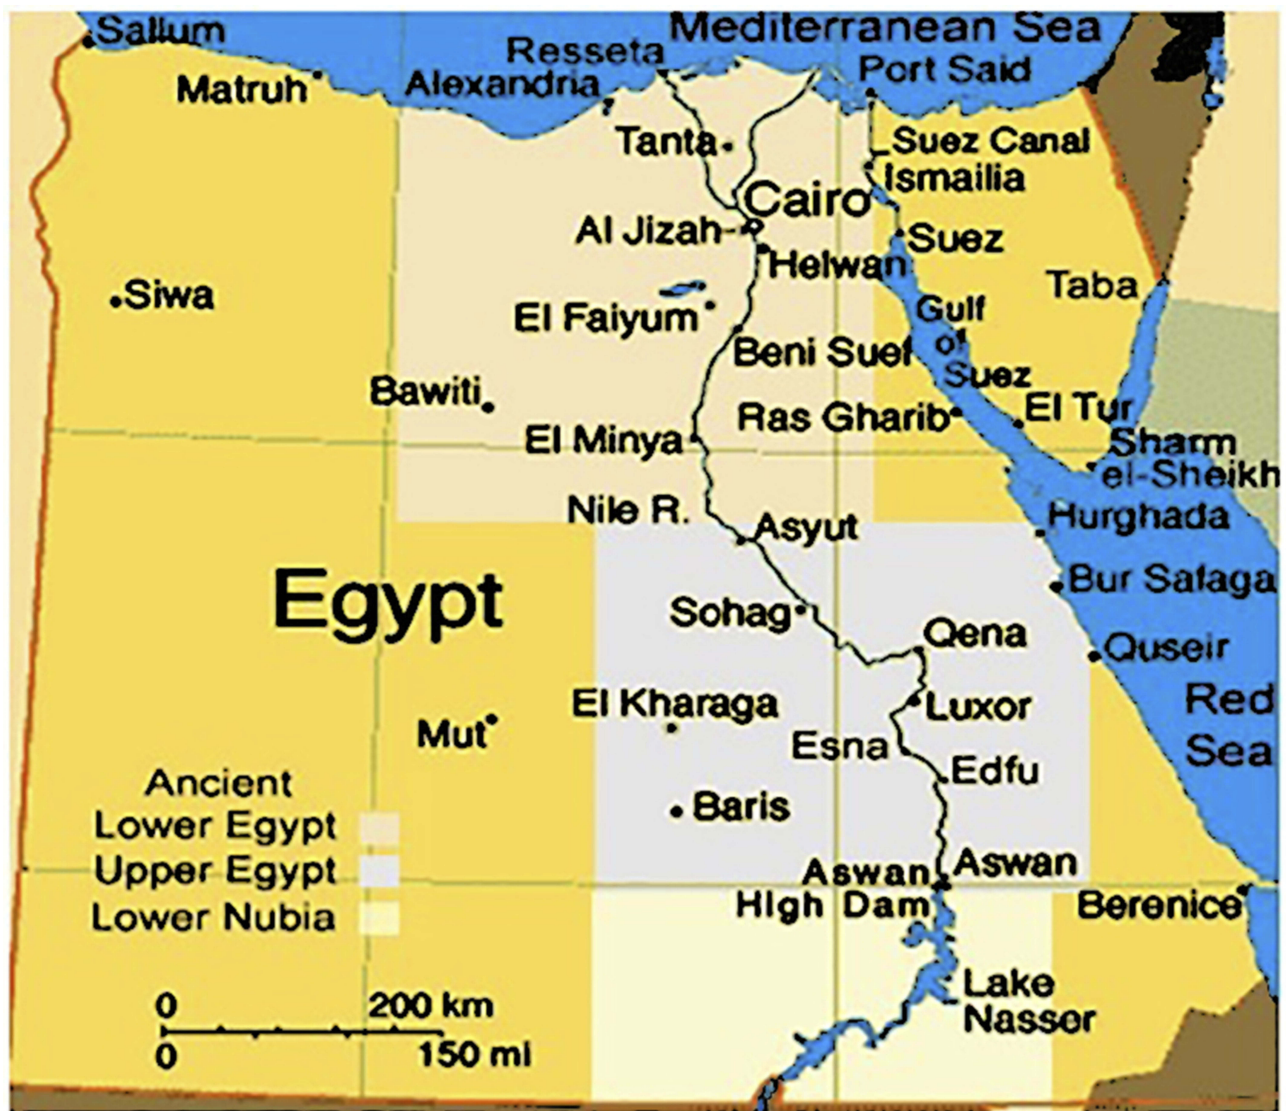 Sallum
Mediterranean Sea
Resseta
Matruh
Alexandria
Port Said
Tanta
Suez Canal
Ismailia
Cairo
Al Jizah
Suez
Helwan
Siwa
Taba
El Faiyum
Gulf
of
Suez
Beni Suef
Bawiti
Ras Gharib
El Tur
El Minya
Sharm
el-Sheikh
Nile R.
Asyut
Hurghada
Egypt
Bur Safaga
Sohag
Qena
Quseir
El Kharaga
Luxor
Red
Sea
Mut
Esna
Edfu
Ancient
Lower Egypt
Upper Egypt
Lower Nubia
Baris
Aswan
High Dam
Aswan
Berenice
Lake
Nasser
0 200 km
0 150 mi